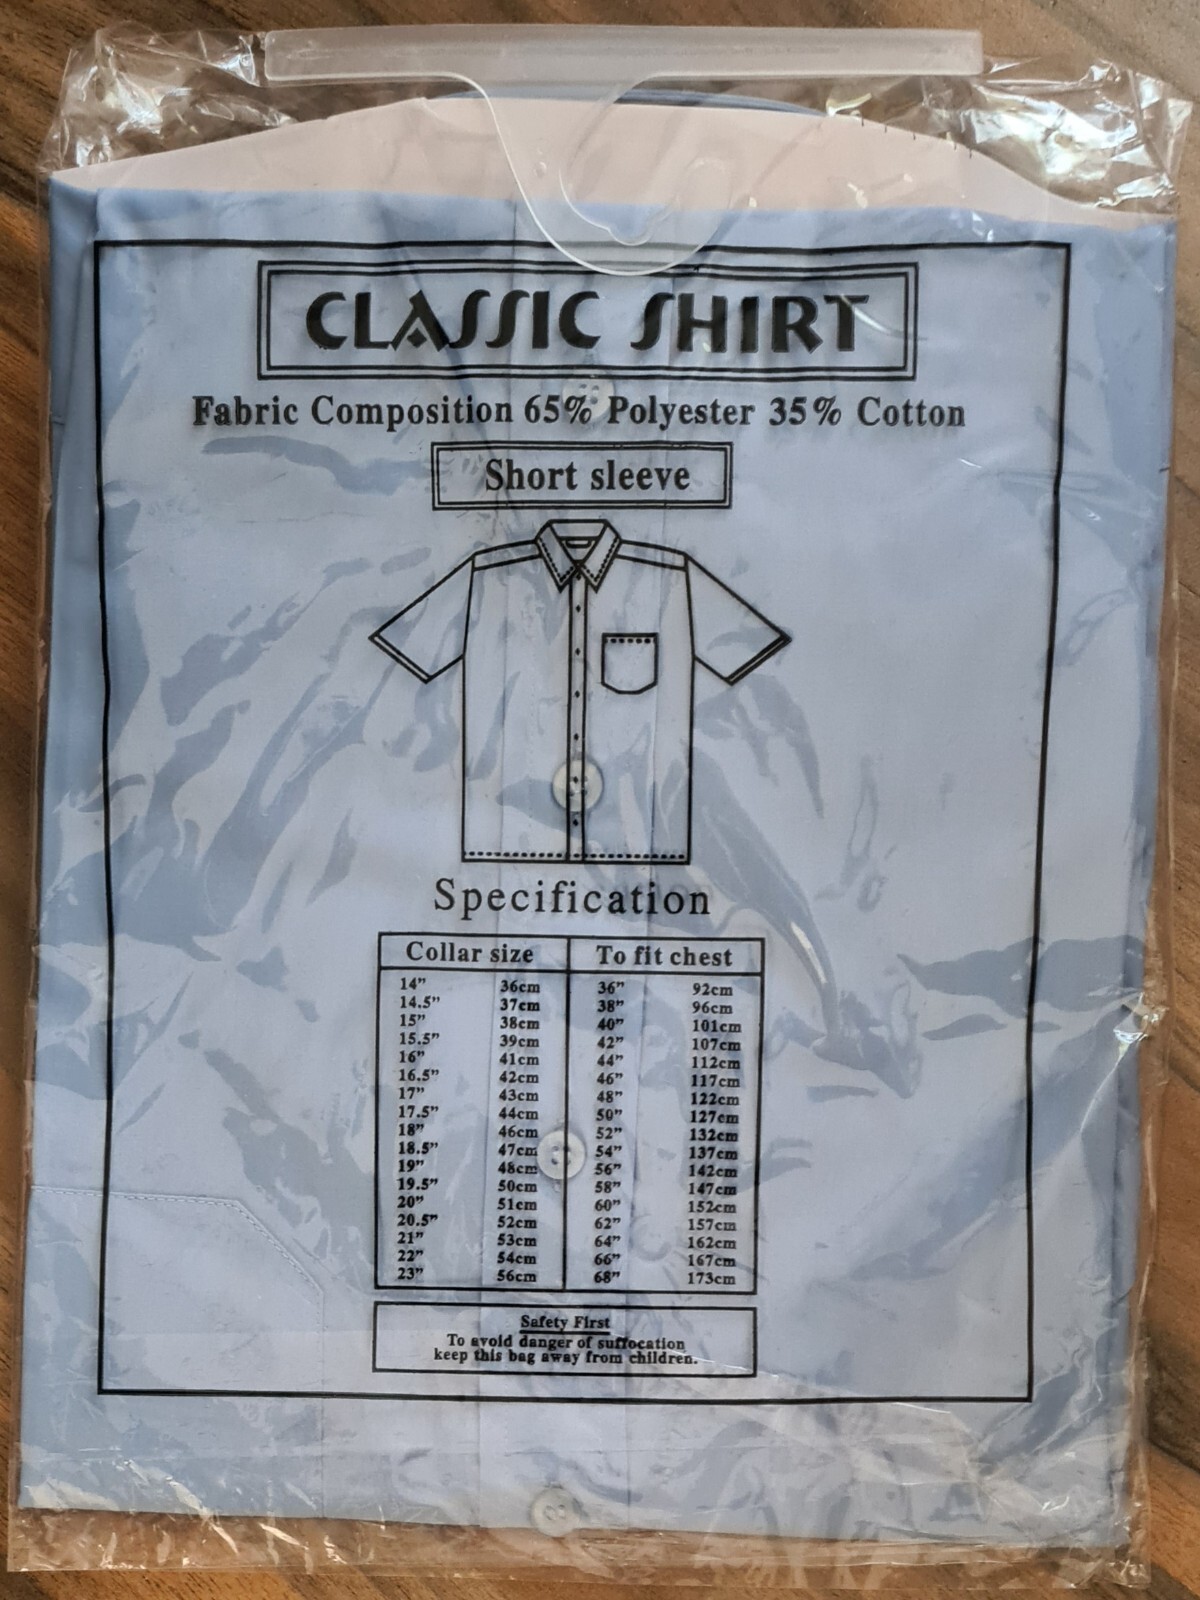 CLASSIC SHIRT
Fabric Composition 65% Polyester 35% Cotton
Short sleeve
Specification
Collar size To fit chest
14” 36cm 36” 92cm
14.5” 37cm 38” 96cm
15” 38cm 40” 101cm
15.5” 39cm 42” 107cm
16” 41cm 44” 112cm
16.5” 42cm 46” 117cm
17” 43cm 48” 122cm
17.5” 44cm 50” 127cm
18” 46cm 52” 132cm
18.5” 47cm 54” 137cm
19” 48cm 56” 142cm
19.5” 50cm 58” 147cm
20” 51cm 60” 152cm
20.5” 52cm 62” 157cm
21” 53cm 64” 162cm
22” 54cm 66” 167cm
23” 56cm 68” 173cm
Safety First
To avoid danger of suffocation
keep this bag away from children.